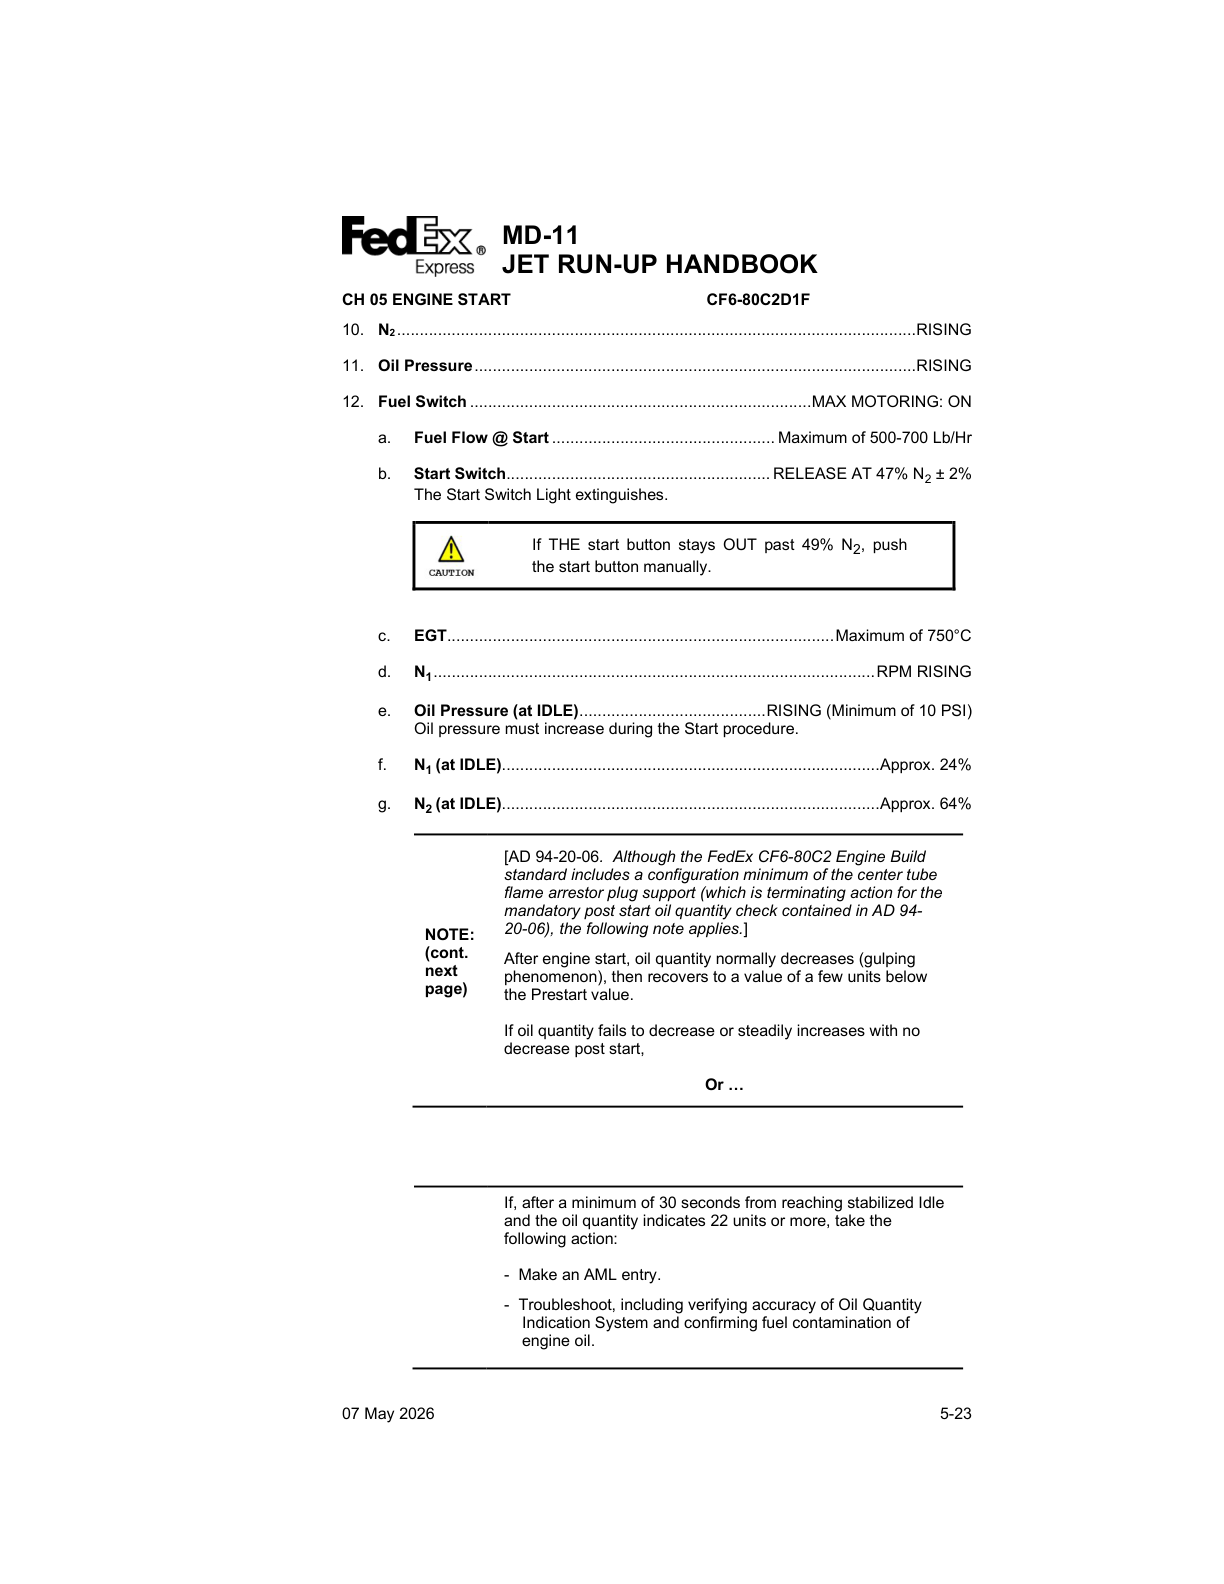 FedEx® MD-11
Express JET RUN-UP HANDBOOK
CH 05 ENGINE START CF6-80C2D1F
10. N2....................RISING
11. Oil Pressure....................RISING
12. Fuel Switch....................MAX MOTORING: ON
a. Fuel Flow @ Start....................Maximum of 500-700 Lb/Hr
b. Start Switch....................RELEASE AT 47% N2 ± 2%
The Start Switch Light extinguishes.
If THE start button stays OUT past 49% N2, push
CAUTION the start button manually.
c. EGT....................Maximum of 750°C
d. N1....................RPM RISING
e. Oil Pressure (at IDLE)....................RISING (Minimum of 10 PSI)
Oil pressure must increase during the Start procedure.
f. N1 (at IDLE)....................Approx. 24%
g. N2 (at IDLE)....................Approx. 64%
NOTE:
(cont.
next
page)
[AD 94-20-06. Although the FedEx CF6-80C2 Engine Build
standard includes a configuration minimum of the center tube
flame arrestor plug support (which is terminating action for the
mandatory post start oil quantity check contained in AD 94-
20-06), the following note applies.]
After engine start, oil quantity normally decreases (gulping
phenomenon), then recovers to a value of a few units below
the Prestart value.
If oil quantity fails to decrease or steadily increases with no
decrease post start,
Or …
If, after a minimum of 30 seconds from reaching stabilized Idle
and the oil quantity indicates 22 units or more, take the
following action:
- Make an AML entry.
- Troubleshoot, including verifying accuracy of Oil Quantity
Indication System and confirming fuel contamination of
engine oil.
07 May 2026 5-23